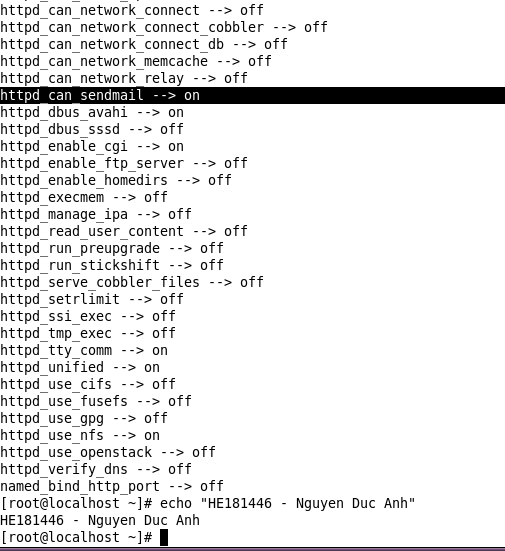 httpd_can_network_connect --> off
httpd_can_network_connect_cobbler --> off
httpd_can_network_connect_db --> off
httpd_can_network_memcache --> off
httpd_can_network_relay --> off
httpd_can_sendmail --> on
httpd_dbus_avahi --> on
httpd_dbus_sssd --> off
httpd_enable_cgi --> on
httpd_enable_ftp_server --> off
httpd_enable_homedirs --> off
httpd_execmem --> off
httpd_manage_ipa --> off
httpd_read_user_content --> off
httpd_run_preupgrade --> off
httpd_run_stickshift --> off
httpd_serve_cobbler_files --> off
httpd_setrlimit --> off
httpd_ssi_exec --> off
httpd_tmp_exec --> off
httpd_tty_comm --> on
httpd_unified --> on
httpd_use_cifs --> off
httpd_use_fusefs --> off
httpd_use_gpg --> off
httpd_use_nfs --> on
httpd_use_openstack --> off
httpd_verify_dns --> off
named_bind_http_port --> off
[root@localhost ~]# echo "HE181446 - Nguyen Duc Anh"
HE181446 - Nguyen Duc Anh
[root@localhost ~]#